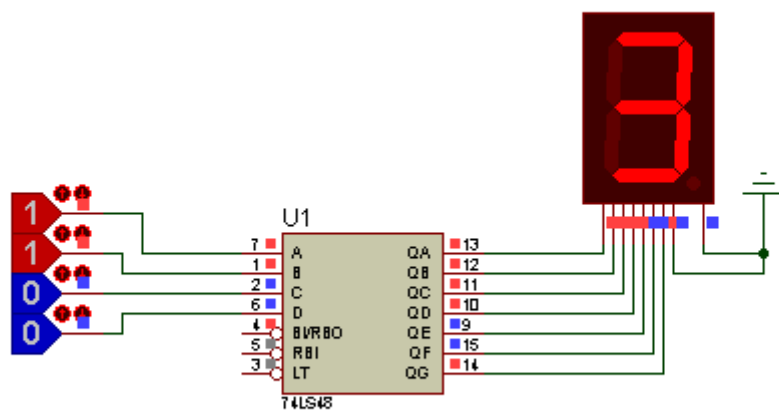 3
U1
1
1
0
0
7 A QA 13
1 B QB 12
2 C QC 11
6 D QD 10
4 BI/RBO QE 9
5 RBI QF 15
3 LT QG 14
74LS48